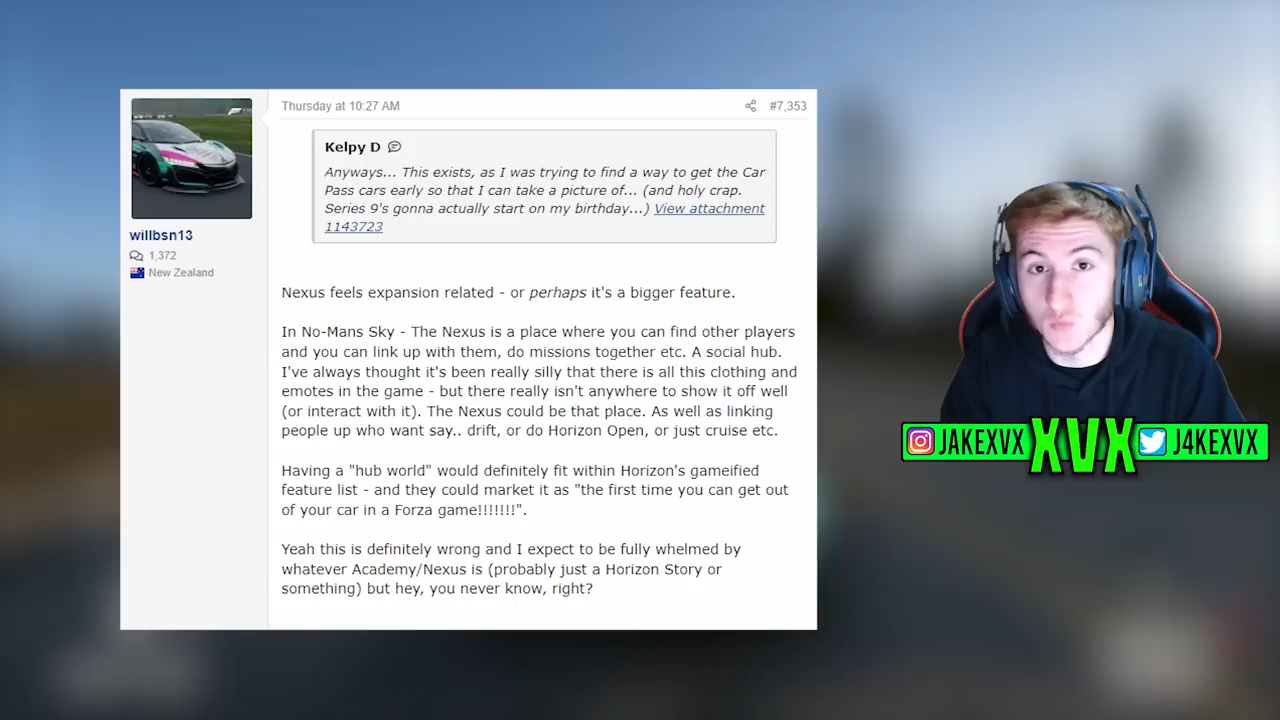 Thursday at 10:27 AM
#7,353
Kelpy D
Anyways... This exists, as I was trying to find a way to get the Car
Pass cars early so that I can take a picture of... (and holy crap.
Series 9's gonna actually start on my birthday...) View attachment
1143723
willbsn13
1,372
New Zealand
Nexus feels expansion related - or perhaps it's a bigger feature.
In No-Mans Sky - The Nexus is a place where you can find other players
and you can link up with them, do missions together etc. A social hub.
I've always thought it's been really silly that there is all this clothing and
emotes in the game - but there really isn't anywhere to show it off well
(or interact with it). The Nexus could be that place. As well as linking
people up who want say.. drift, or do Horizon Open, or just cruise etc.
Having a "hub world" would definitely fit within Horizon's gameified
feature list - and they could market it as "the first time you can get out
of your car in a Forza game!!!!!!!".
Yeah this is definitely wrong and I expect to be fully whelmed by
whatever Academy/Nexus is (probably just a Horizon Story or
something) but hey, you never know, right?
JAKEXVX
XVX
J4KEXVX